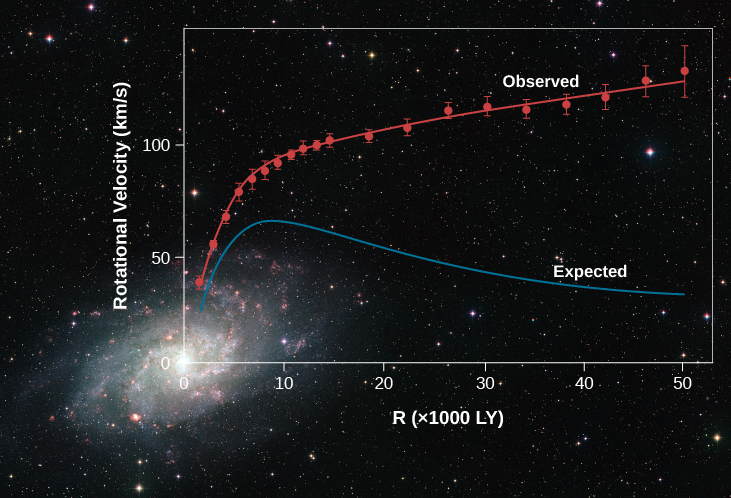 Observed
Expected
Rotational Velocity (km/s)
100
50
0
0 10 20 30 40 50
R (×1000 LY)